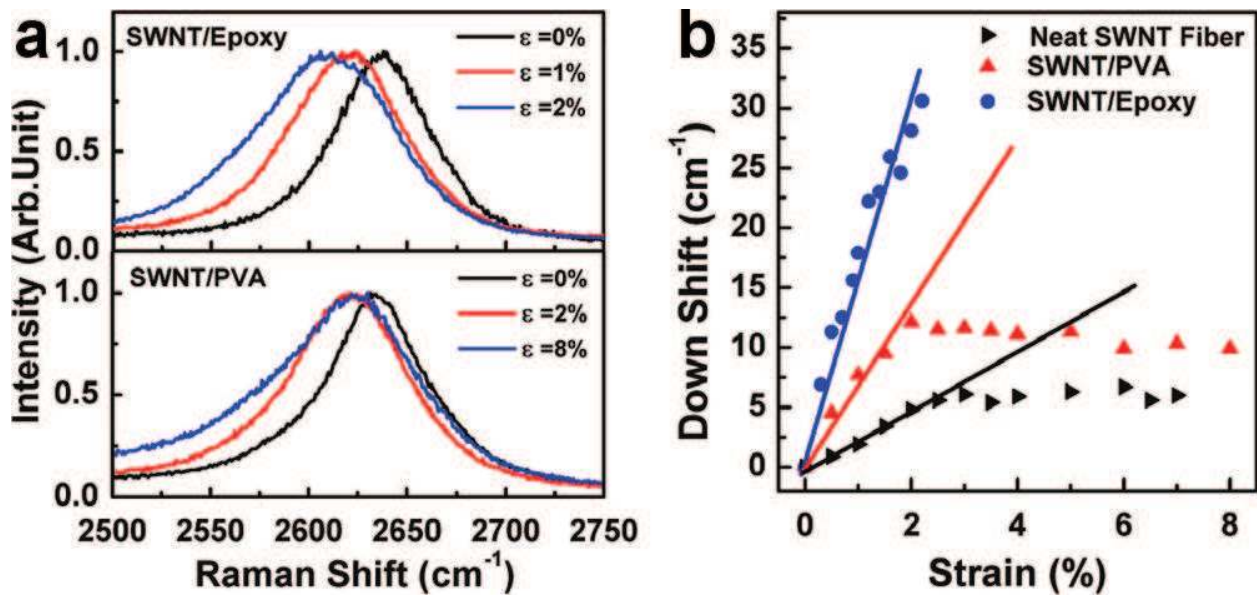 a
SWNT/Epoxy
ε =0%
ε =1%
ε =2%
1.0
0.5
0.0
SWNT/PVA
ε =0%
ε =2%
ε =8%
1.0
0.5
0.0
Intensity (Arb.Unit)
2500 2550 2600 2650 2700 2750
Raman Shift (cm-1)
b
Neat SWNT Fiber
SWNT/PVA
SWNT/Epoxy
35
30
25
20
15
10
5
0
Down Shift (cm-1)
0 2 4 6 8
Strain (%)